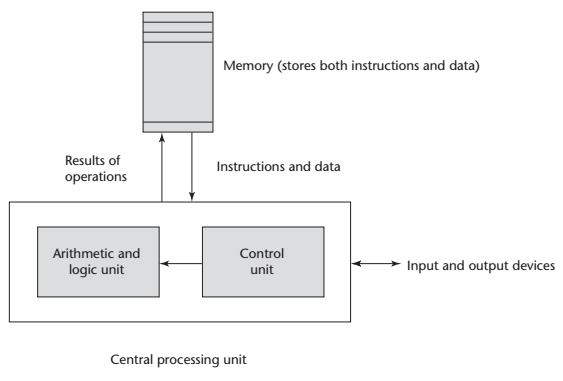 Memory (stores both instructions and data)
Results of
operations
Instructions and data
Arithmetic and
logic unit
Control
unit
Input and output devices
Central processing unit